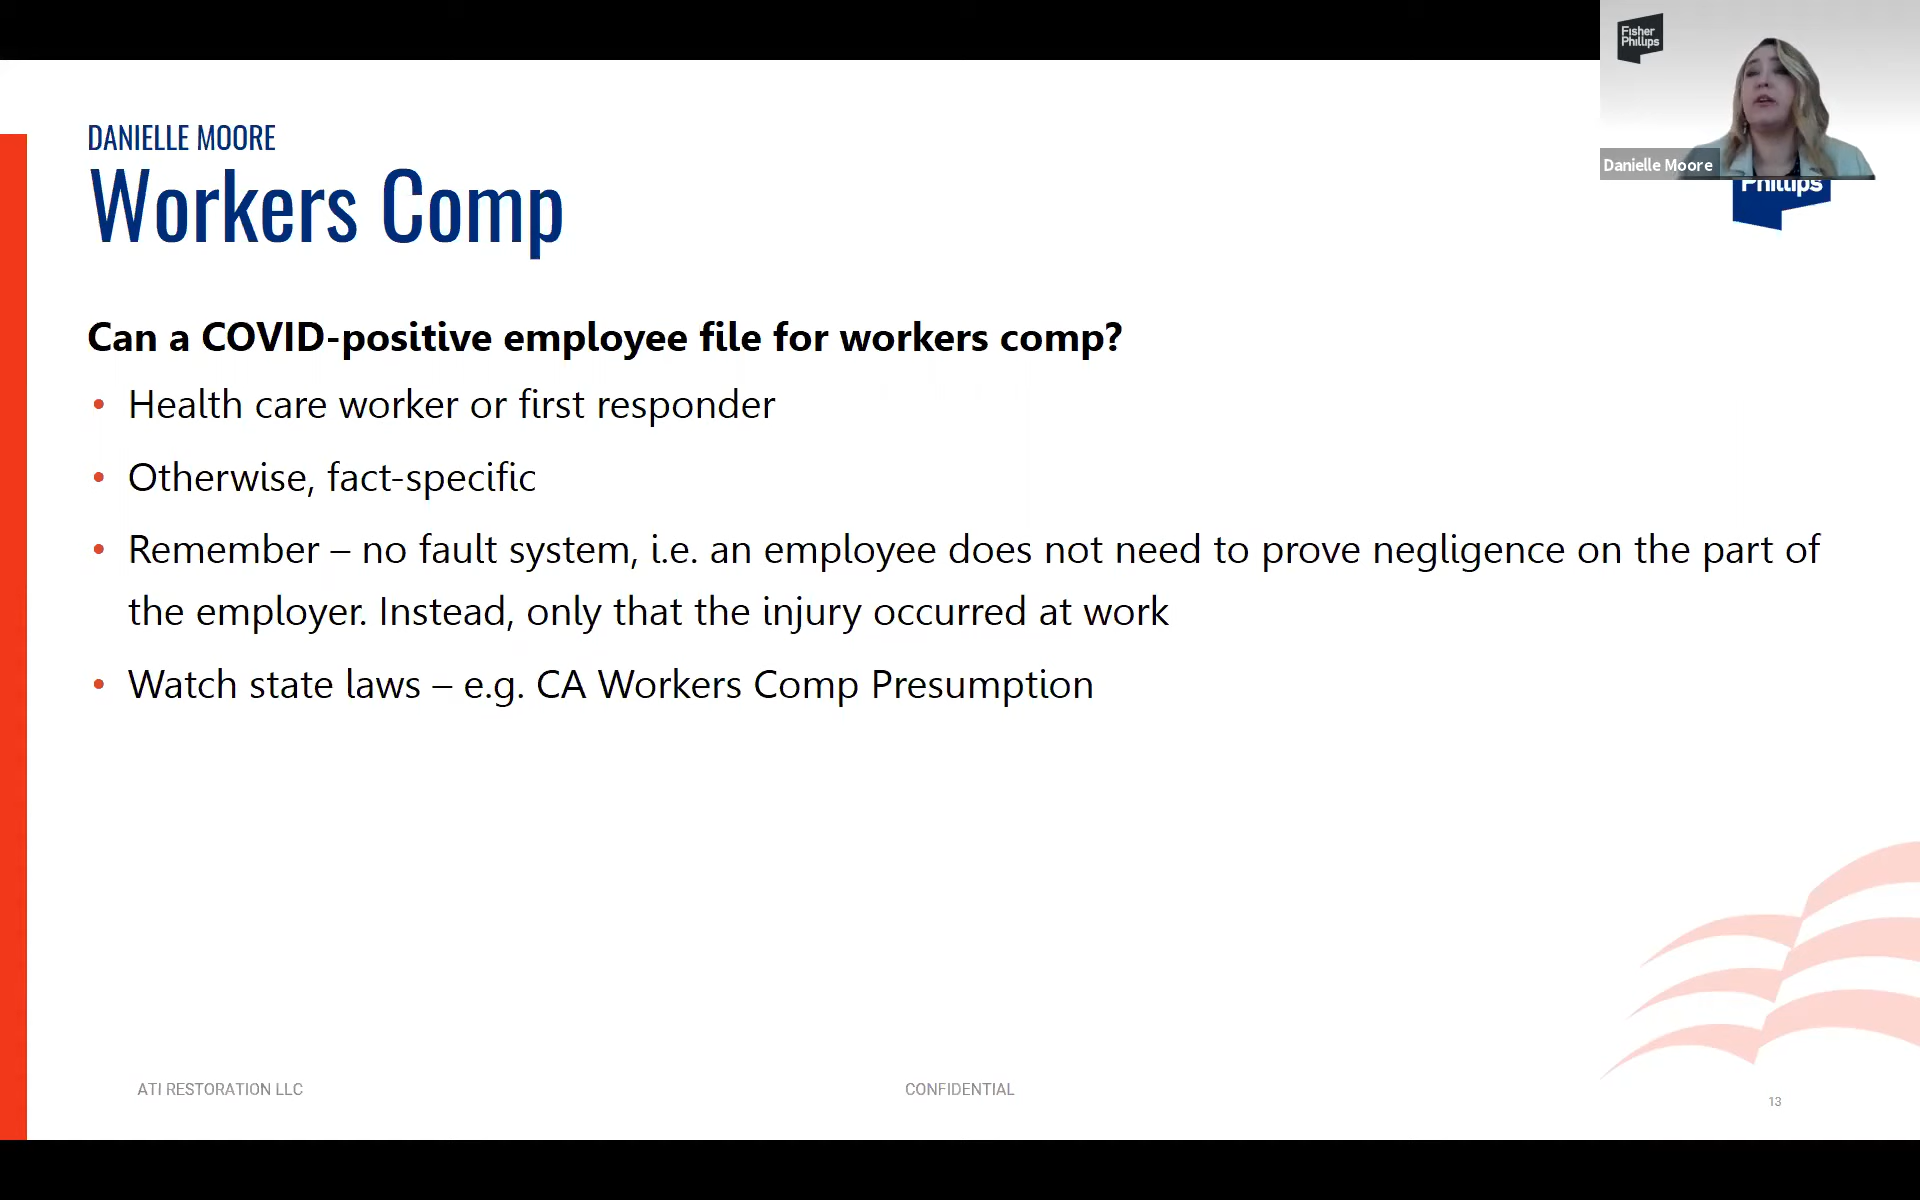 Fisher
Phillips
Danielle Moore
Phillips
DANIELLE MOORE
Workers Comp
Can a COVID-positive employee file for workers comp?
• Health care worker or first responder
• Otherwise, fact-specific
• Remember – no fault system, i.e. an employee does not need to prove negligence on the part of
the employer. Instead, only that the injury occurred at work
• Watch state laws – e.g. CA Workers Comp Presumption
ATI RESTORATION LLC
CONFIDENTIAL
13